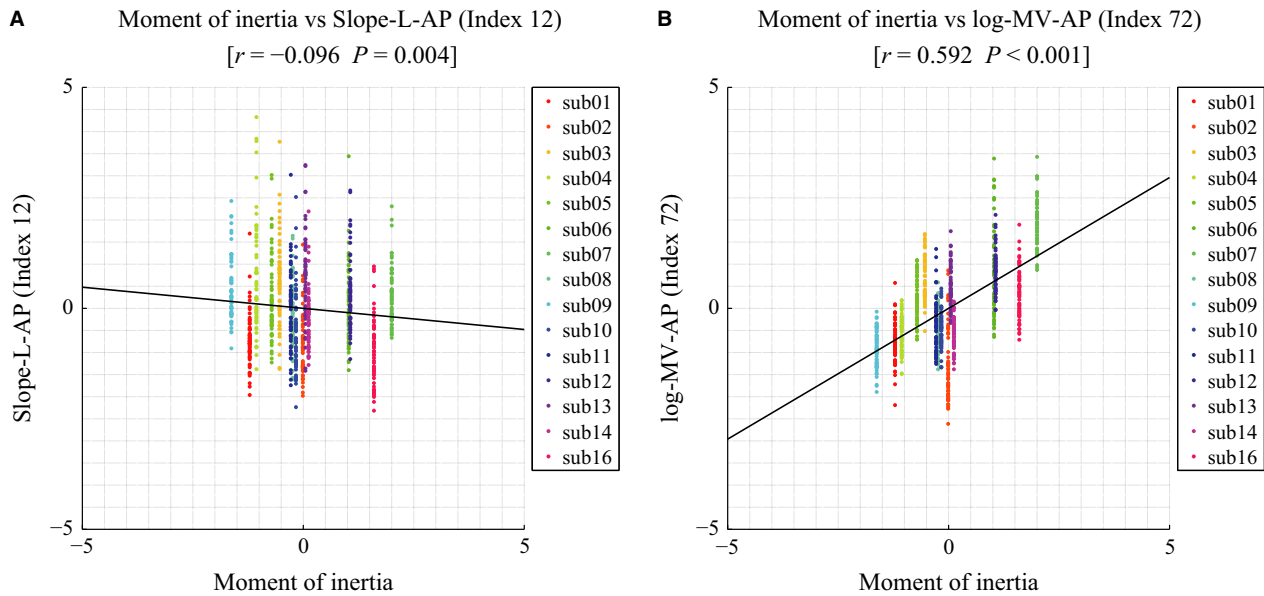 A
Moment of inertia vs Slope-L-AP (Index 12)
[r = −0.096 P = 0.004]
5
0
−5
−5
0
5
Slope-L-AP (Index 12)
Moment of inertia
sub01
sub02
sub03
sub04
sub05
sub06
sub07
sub08
sub09
sub10
sub11
sub12
sub13
sub14
sub16
B
Moment of inertia vs log-MV-AP (Index 72)
[r = 0.592 P < 0.001]
5
0
−5
−5
0
5
log-MV-AP (Index 72)
Moment of inertia
sub01
sub02
sub03
sub04
sub05
sub06
sub07
sub08
sub09
sub10
sub11
sub12
sub13
sub14
sub16